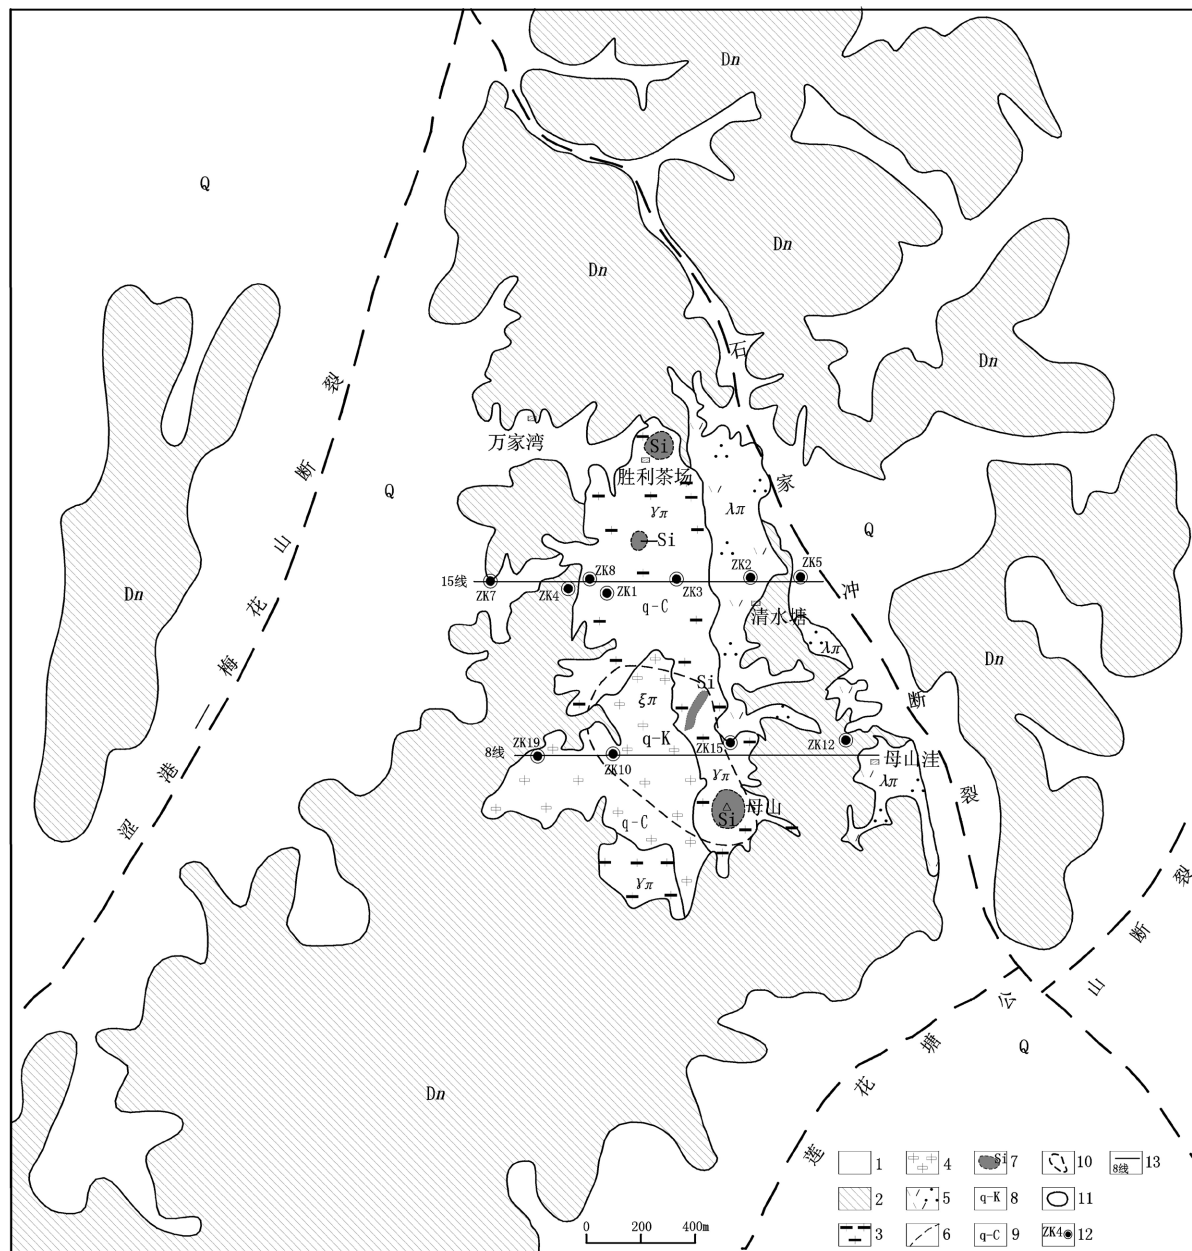 Dn
Q
Dn
Dn
石
Dn
裂
万家湾
Si
胜利茶场
山
断
Q
家
γπ
λπ
Q
Si
15线
ZK7
ZK4
ZK8
ZK1
ZK3
ZK2
ZK5
冲
Dn
花
q-C
清水塘
λπ
梅
Dn
ξπ
Si
断
—
q-K
ZK19
8线
ZK10
ZK15
ZK12
母山洼
港
γπ
λπ
裂
母山
Si
涩
q-C
γπ
裂
断
山
公
塘
Q
花
Dn
莲
1
4
Si 7
10
8线 13
2
5
q-K 8
11
3
6
q-C 9
ZK4 12
0 200 400m